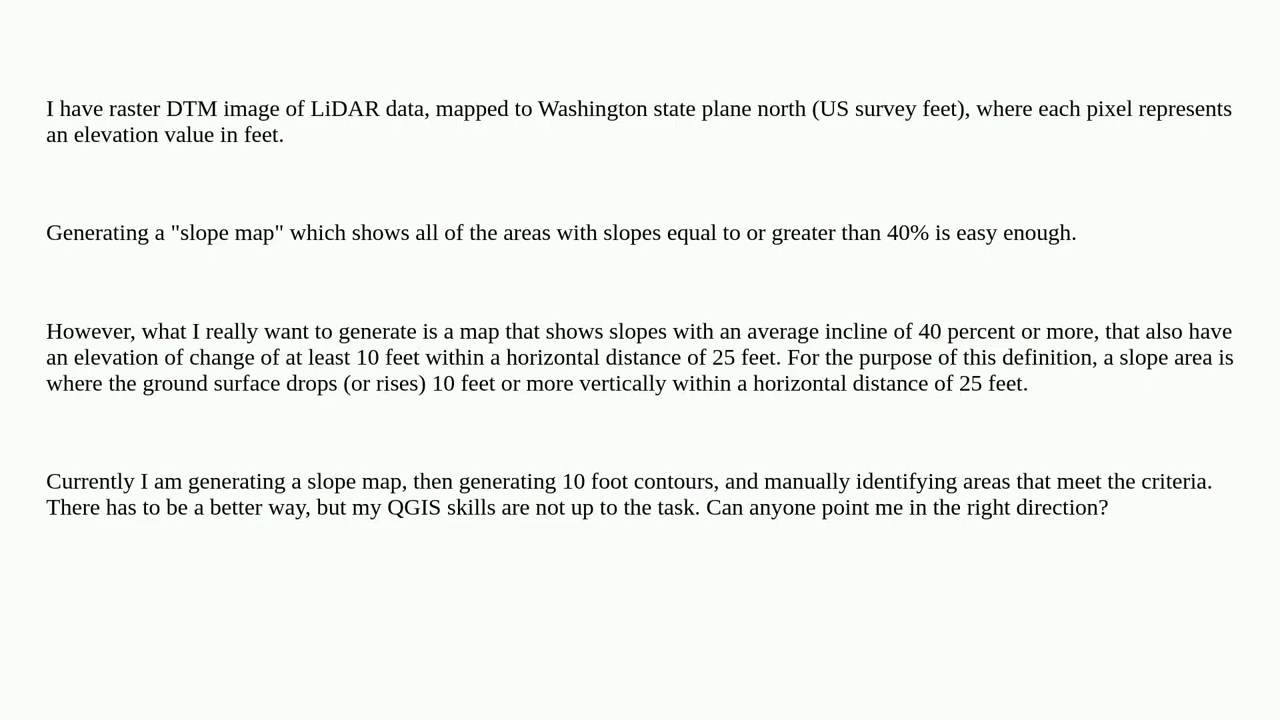 I have raster DTM image of LiDAR data, mapped to Washington state plane north (US survey feet), where each pixel represents
an elevation value in feet.
Generating a "slope map" which shows all of the areas with slopes equal to or greater than 40% is easy enough.
However, what I really want to generate is a map that shows slopes with an average incline of 40 percent or more, that also have
an elevation of change of at least 10 feet within a horizontal distance of 25 feet. For the purpose of this definition, a slope area is
where the ground surface drops (or rises) 10 feet or more vertically within a horizontal distance of 25 feet.
Currently I am generating a slope map, then generating 10 foot contours, and manually identifying areas that meet the criteria.
There has to be a better way, but my QGIS skills are not up to the task. Can anyone point me in the right direction?